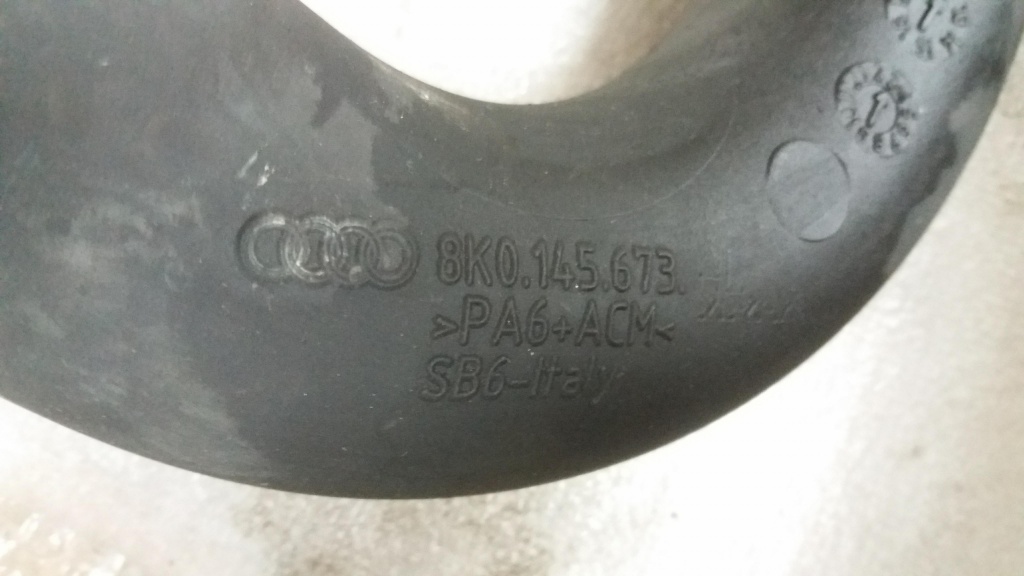 8K0.145.673.
>PA6+ACM<
SB6-Italy